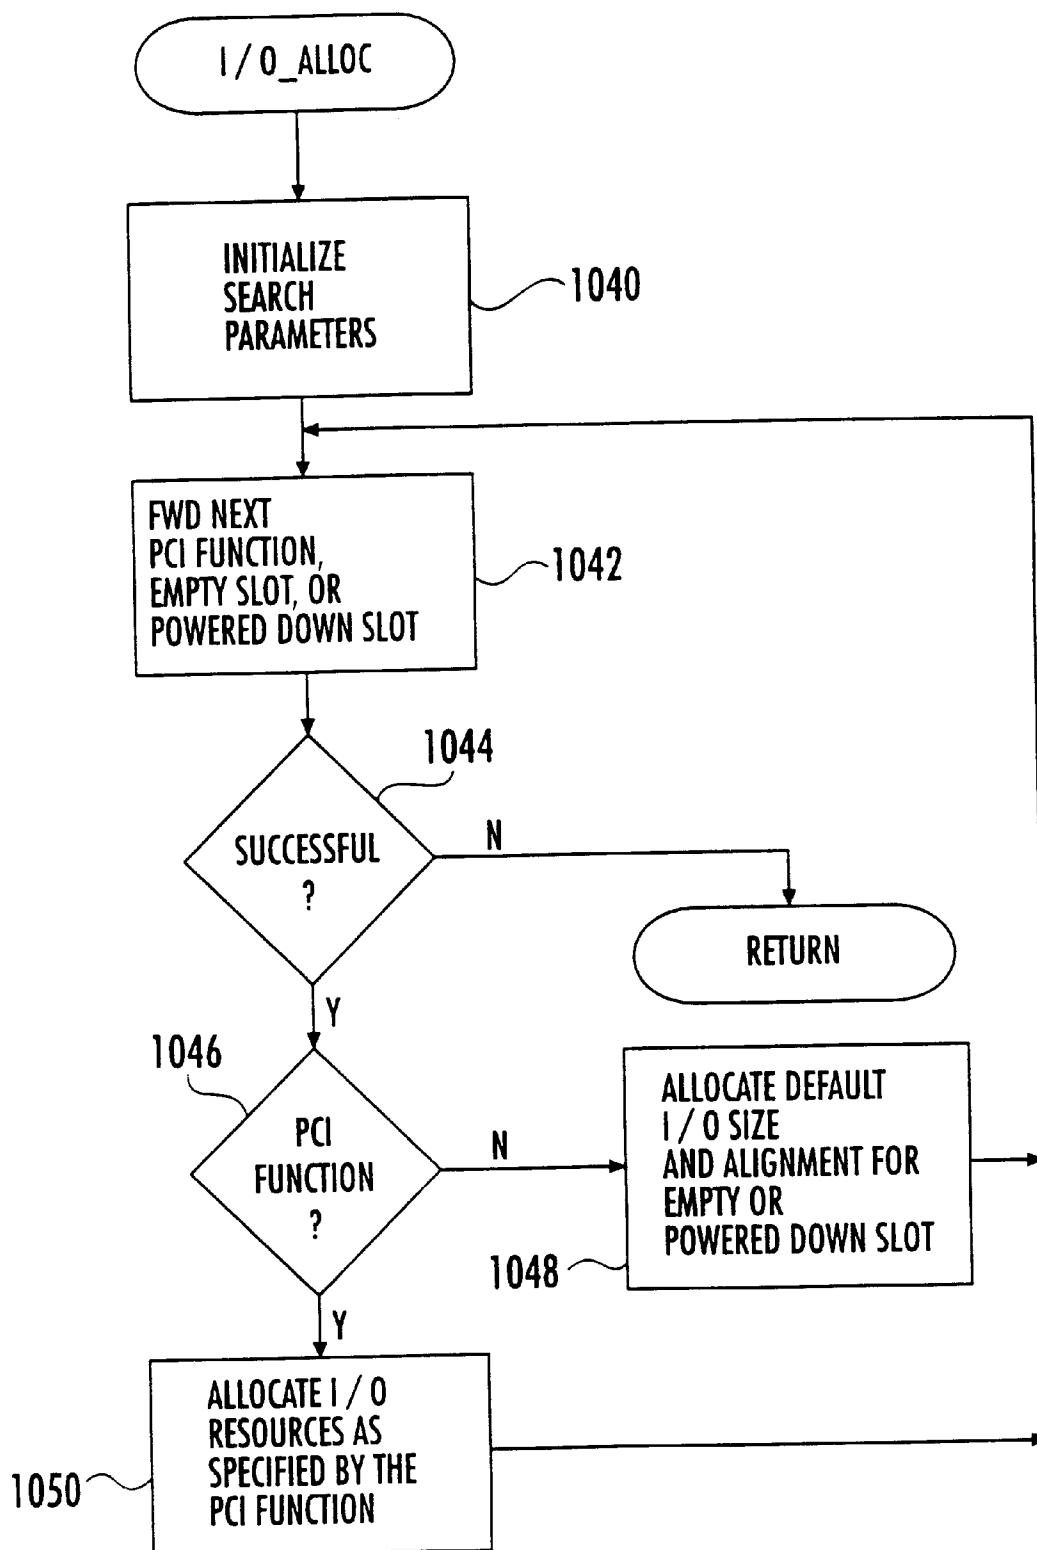 I / O_ALLOC
INITIALIZE
SEARCH
PARAMETERS
1040
FWD NEXT
PCI FUNCTION,
EMPTY SLOT, OR
POWERED DOWN SLOT
1042
1044
SUCCESSFUL
?
N
RETURN
Y
1046
PCI
FUNCTION
?
N
ALLOCATE DEFAULT
I / O SIZE
AND ALIGNMENT FOR
EMPTY OR
POWERED DOWN SLOT
1048
Y
ALLOCATE I / O
RESOURCES AS
SPECIFIED BY THE
PCI FUNCTION
1050